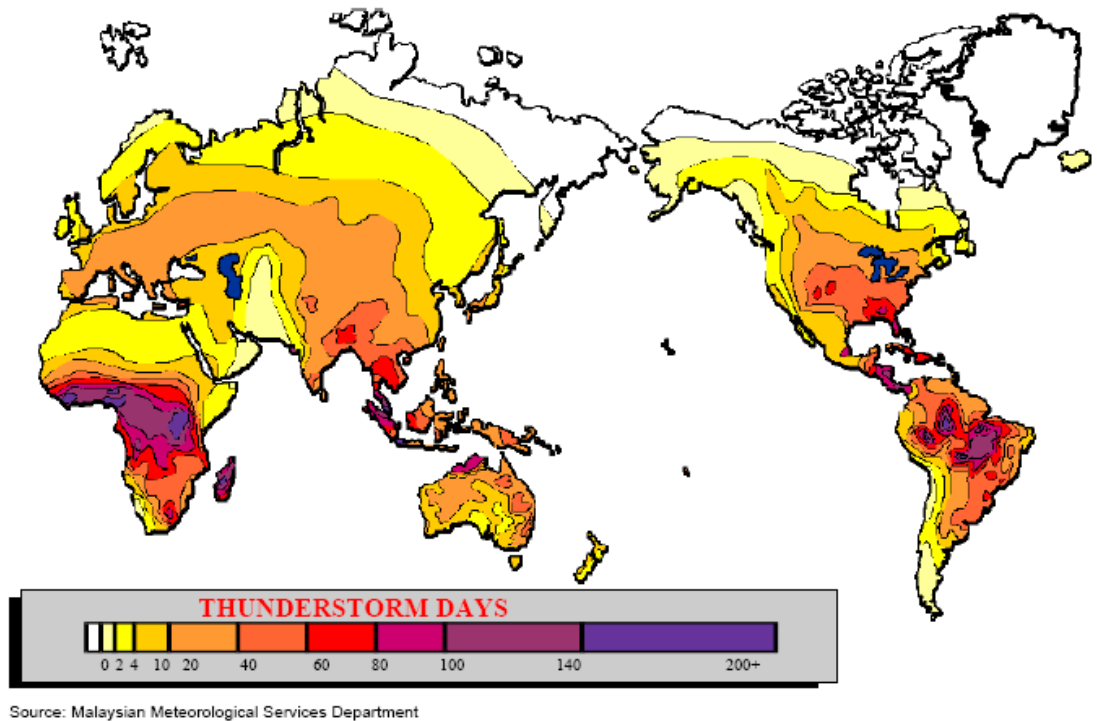 THUNDERSTORM DAYS
0 2 4 10 20 40 60 80 100 140 200+
Source: Malaysian Meteorological Services Department